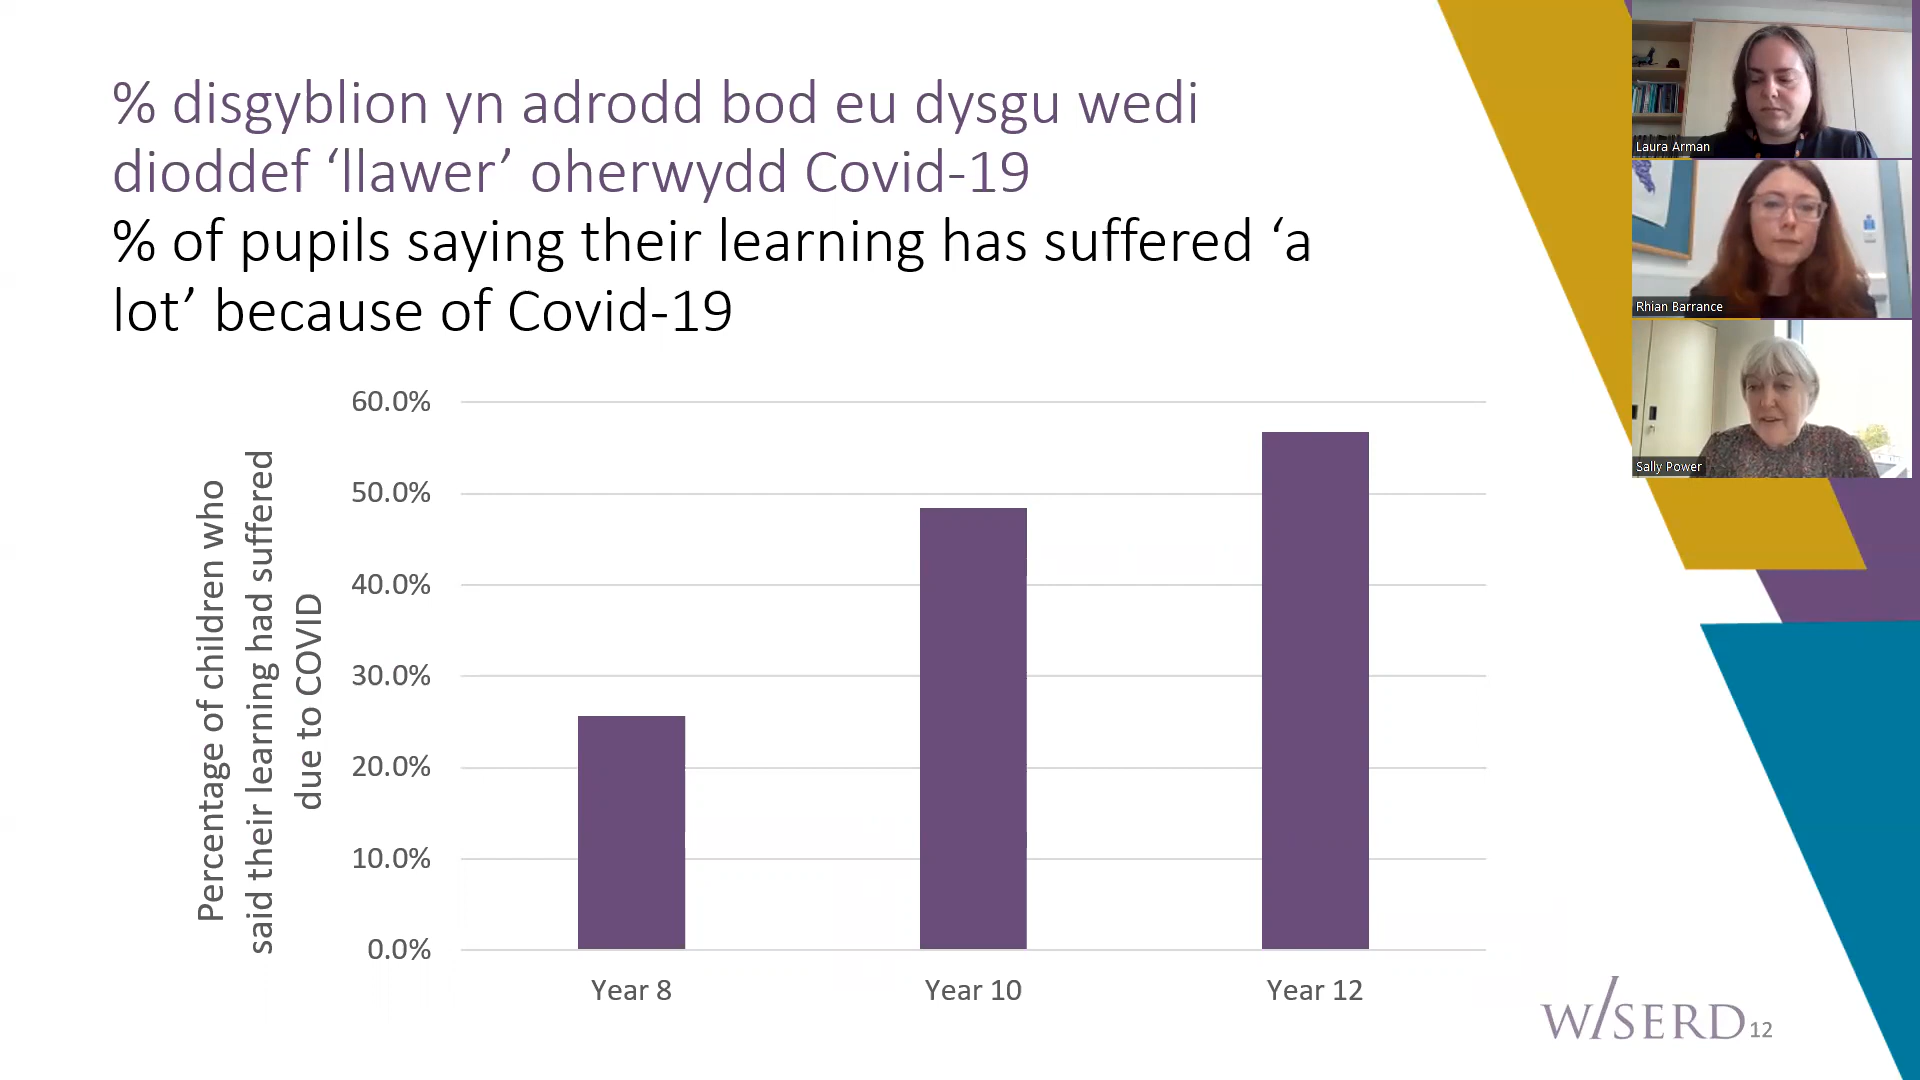 % disgyblion yn adrodd bod eu dysgu wedi
dioddef ‘llawer’ oherwydd Covid-19
% of pupils saying their learning has suffered ‘a
lot’ because of Covid-19
Laura Arman
Rhian Barrance
Sally Power
Percentage of children who
said their learning had suffered
due to COVID
60.0%
50.0%
40.0%
30.0%
20.0%
10.0%
0.0%
Year 8
Year 10
Year 12
W/SERD
12